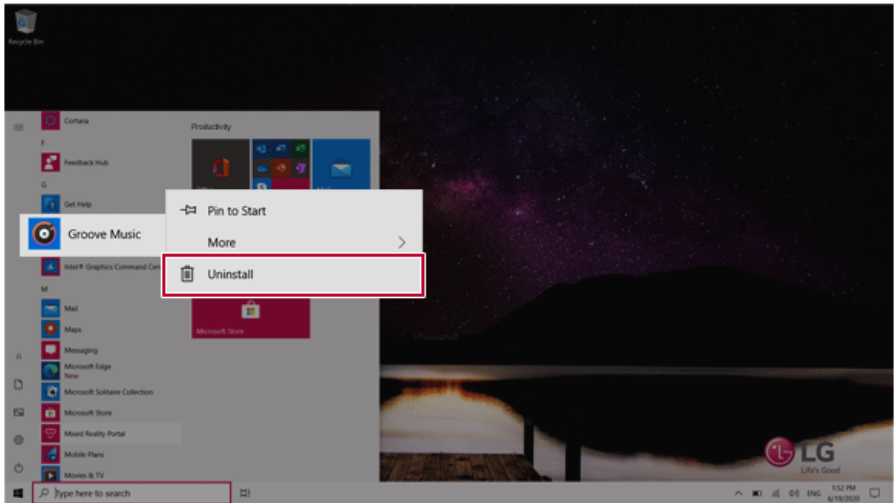 Recycle Bin
Cortana
Productivity
F
Feedback Hub
G
Get Help
Groove Music
Pin to Start
More
Uninstall
Intel® Graphics Command Cen
M
Mail
Maps
Microsoft Store
Messaging
Microsoft Edge
New
Microsoft Solitaire Collection
Microsoft Store
Mixed Reality Portal
Mobile Plans
Movies & TV
LG
Life's Good
Type here to search
ENG
1:52 PM
6/19/2020